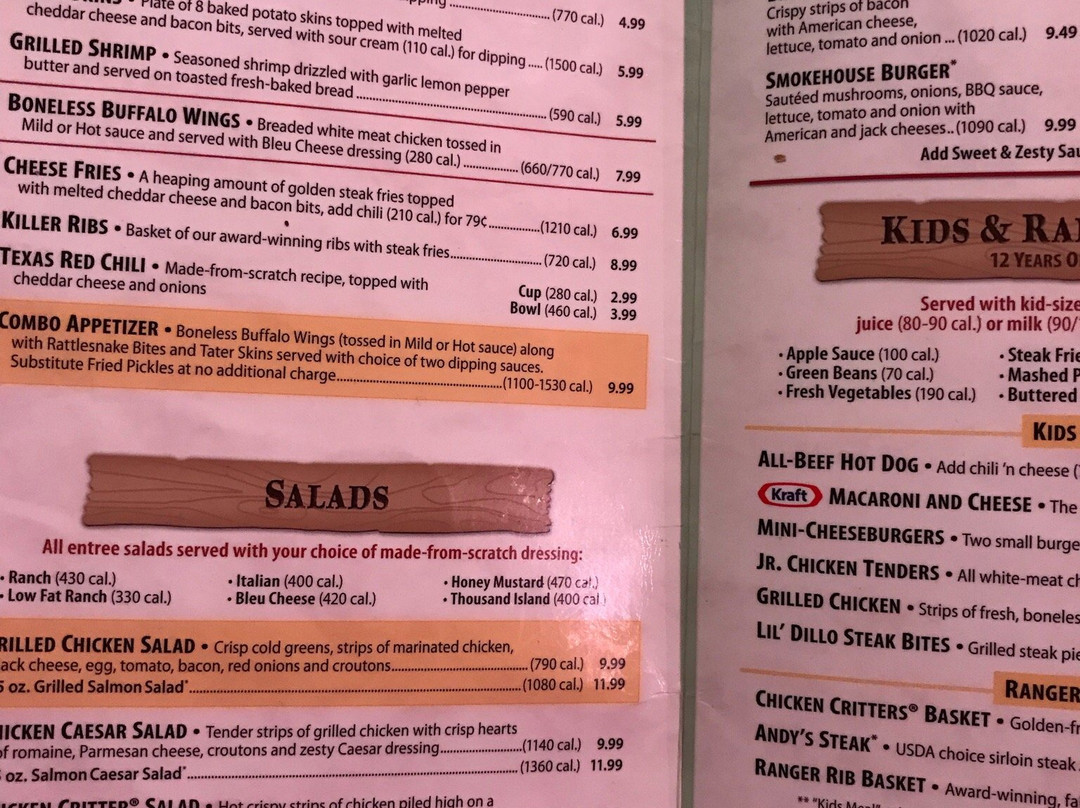 (770 cal.) 4.99
Plate of 8 baked potato skins topped with melted
cheddar cheese and bacon bits, served with sour cream (110 cal.) for dipping ..... (1500 cal.) 5.99
GRILLED SHRIMP • Seasoned shrimp drizzled with garlic lemon pepper
butter and served on toasted fresh-baked bread ..... (590 cal.) 5.99
BONELESS BUFFALO WINGS • Breaded white meat chicken tossed in
Mild or Hot sauce and served with Bleu Cheese dressing (280 cal.) ..... (660/770 cal.) 7.99
CHEESE FRIES • A heaping amount of golden steak fries topped
with melted cheddar cheese and bacon bits, add chili (210 cal.) for 79¢ ..... (1210 cal.) 6.99
KILLER RIBS • Basket of our award-winning ribs with steak fries ..... (720 cal.) 8.99
TEXAS RED CHILI • Made-from-scratch recipe, topped with
cheddar cheese and onions
Cup (280 cal.) 2.99
Bowl (460 cal.) 3.99
COMBO APPETIZER • Boneless Buffalo Wings (tossed in Mild or Hot sauce) along
with Rattlesnake Bites and Tater Skins served with choice of two dipping sauces.
Substitute Fried Pickles at no additional charge ..... (1100-1530 cal.) 9.99
SALADS
All entree salads served with your choice of made-from-scratch dressing:
• Ranch (430 cal.) • Italian (400 cal.) • Honey Mustard (470 cal.)
• Low Fat Ranch (330 cal.) • Bleu Cheese (420 cal.) • Thousand Island (400 cal.)
RILLED CHICKEN SALAD • Crisp cold greens, strips of marinated chicken,
ack cheese, egg, tomato, bacon, red onions and croutons ..... (790 cal.) 9.99
5 oz. Grilled Salmon Salad* ..... (1080 cal.) 11.99
HICKEN CAESAR SALAD • Tender strips of grilled chicken with crisp hearts
of romaine, Parmesan cheese, croutons and zesty Caesar dressing ..... (1140 cal.) 9.99
oz. Salmon Caesar Salad* ..... (1360 cal.) 11.99
HICKEN CRITTER® SALAD • Hot crispy strips of chicken piled high on a
Crispy strips of bacon
with American cheese,
lettuce, tomato and onion ... (1020 cal.) 9.49
SMOKEHOUSE BURGER*
Sautéed mushrooms, onions, BBQ sauce,
lettuce, tomato and onion with
American and jack cheeses.. (1090 cal.) 9.99
Add Sweet & Zesty Sau
KIDS & RA
12 YEARS O
Served with kid-size
juice (80-90 cal.) or milk (90/
• Apple Sauce (100 cal.) • Steak Frie
• Green Beans (70 cal.) • Mashed P
• Fresh Vegetables (190 cal.) • Buttered
KIDS
ALL-BEEF HOT DOG • Add chili 'n cheese (
Kraft MACARONI AND CHEESE • The
MINI-CHEESEBURGERS • Two small burge
JR. CHICKEN TENDERS • All white-meat ch
GRILLED CHICKEN • Strips of fresh, boneles
LIL' DILLO STEAK BITES • Grilled steak pie
RANGER
CHICKEN CRITTERS® BASKET • Golden-fr
ANDY'S STEAK* • USDA choice sirloin steak
RANGER RIB BASKET • Award-winning, fa